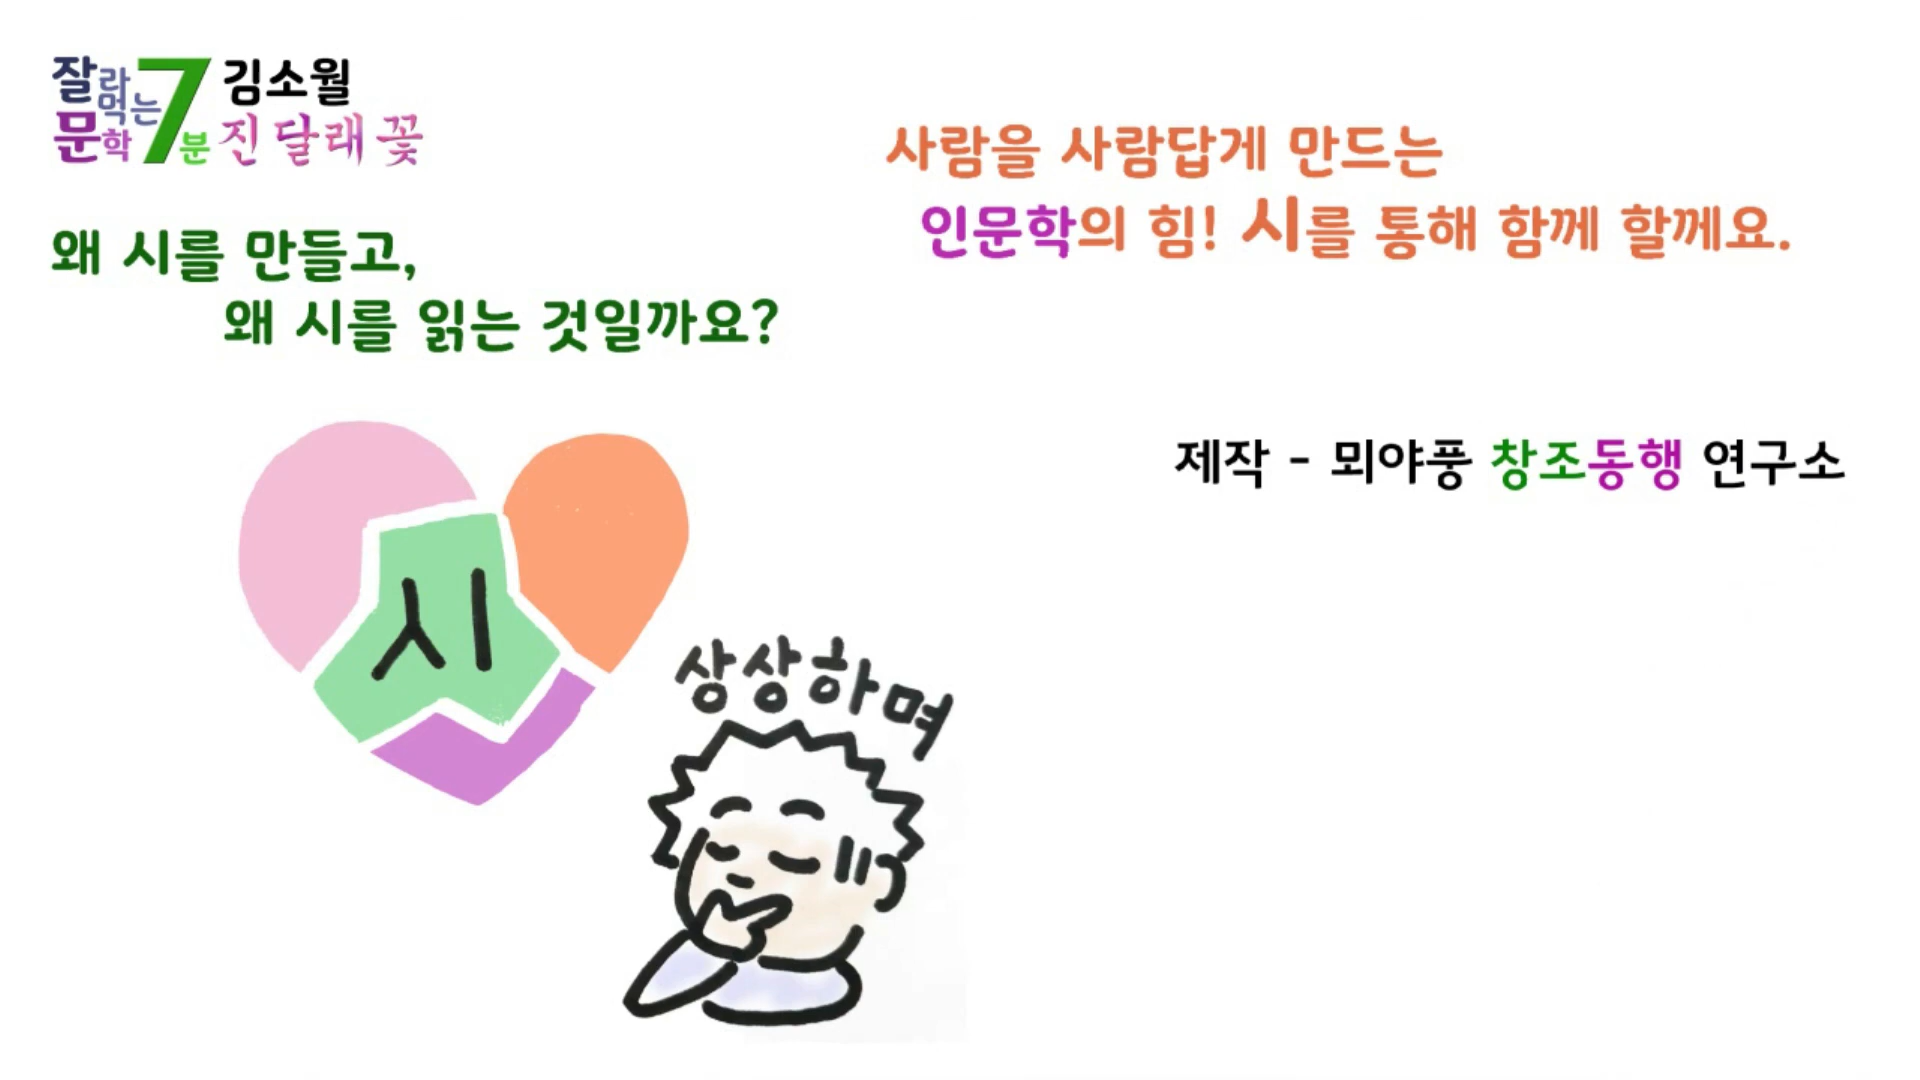 잘라먹는 문학 7분
김소월
진달래꽃
왜 시를 만들고,
왜 시를 읽는 것일까요?
사람을 사람답게 만드는
인문학의 힘! 시를 통해 함께 할께요.
제작 - 뫼야풍 창조동행 연구소
시
상상하며